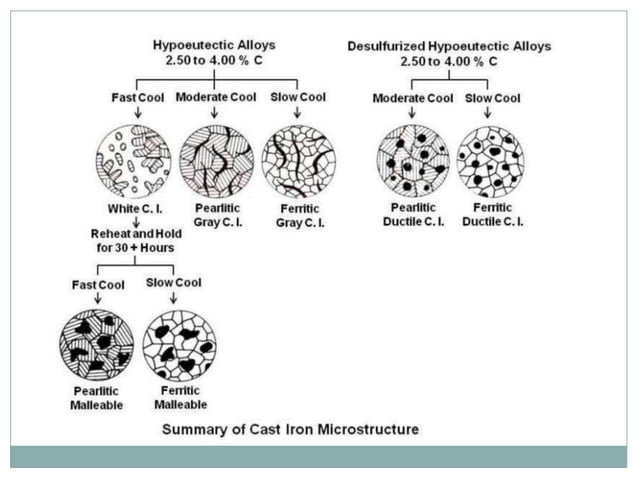 Hypoeutectic Alloys
2.50 to 4.00 % C
Fast Cool
Moderate Cool
Slow Cool
White C. I.
Pearlitic
Gray C. I.
Ferritic
Gray C. I.
Reheat and Hold
for 30 + Hours
Fast Cool
Slow Cool
Pearlitic
Malleable
Ferritic
Malleable
Desulfurized Hypoeutectic Alloys
2.50 to 4.00 % C
Moderate Cool
Slow Cool
Pearlitic
Ductile C. I.
Ferritic
Ductile C. I.
Summary of Cast Iron Microstructure